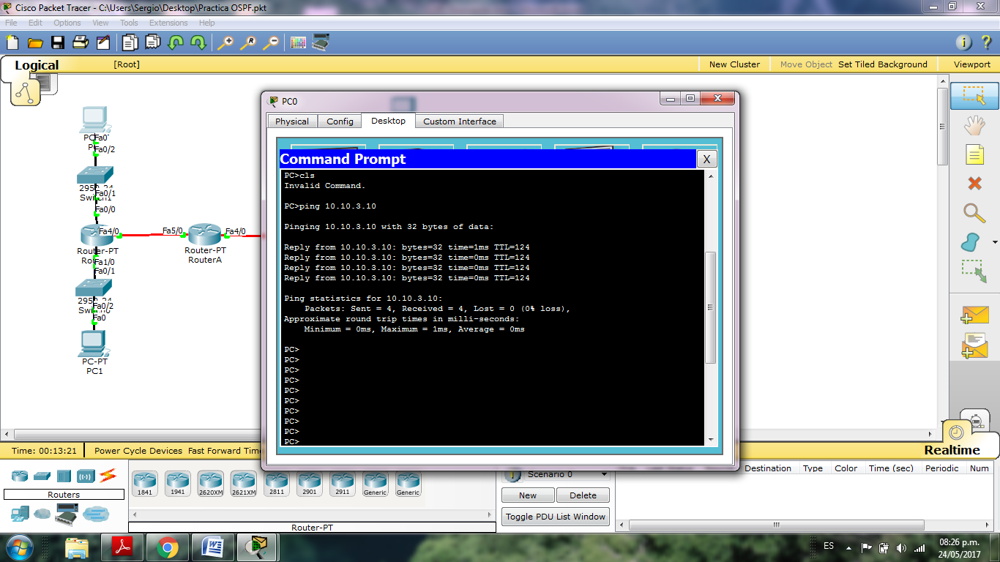 Cisco Packet Tracer - C:\Users\Sergio\Desktop\Practica OSPF.pkt
File Edit Options View Tools Extensions Help
Logical [Root] New Cluster Move Object Set Tiled Background Viewport
PC0
Physical Config Desktop Custom Interface
Command Prompt X
PC>cls
Invalid Command.
PC>ping 10.10.3.10
Pinging 10.10.3.10 with 32 bytes of data:
Reply from 10.10.3.10: bytes=32 time=1ms TTL=124
Reply from 10.10.3.10: bytes=32 time=0ms TTL=124
Reply from 10.10.3.10: bytes=32 time=0ms TTL=124
Reply from 10.10.3.10: bytes=32 time=0ms TTL=124
Ping statistics for 10.10.3.10:
Packets: Sent = 4, Received = 4, Lost = 0 (0% loss),
Approximate round trip times in milli-seconds:
Minimum = 0ms, Maximum = 1ms, Average = 0ms
PC>
PC>
PC>
PC>
PC>
PC>
PC>
PC>
PC>
PC>
Fa0
Fa0/2
Fa0/1
Fa0/0
Fa4/0 Fa5/0 Fa4/0
Router-PT Router-PT
RouterA
Fa1/0
Fa0/1
Fa0/2
Fa0
PC-PT
PC1
Time: 00:13:21 Power Cycle Devices Fast Forward Time
Realtime
Routers
1841 1941 2620XM 2621XM 2811 2901 2911 Generic Generic
Router-PT
Scenario 0
New Delete
Toggle PDU List Window
Destination Type Color Time (sec) Periodic Num
ES
08:26 p.m.
24/05/2017